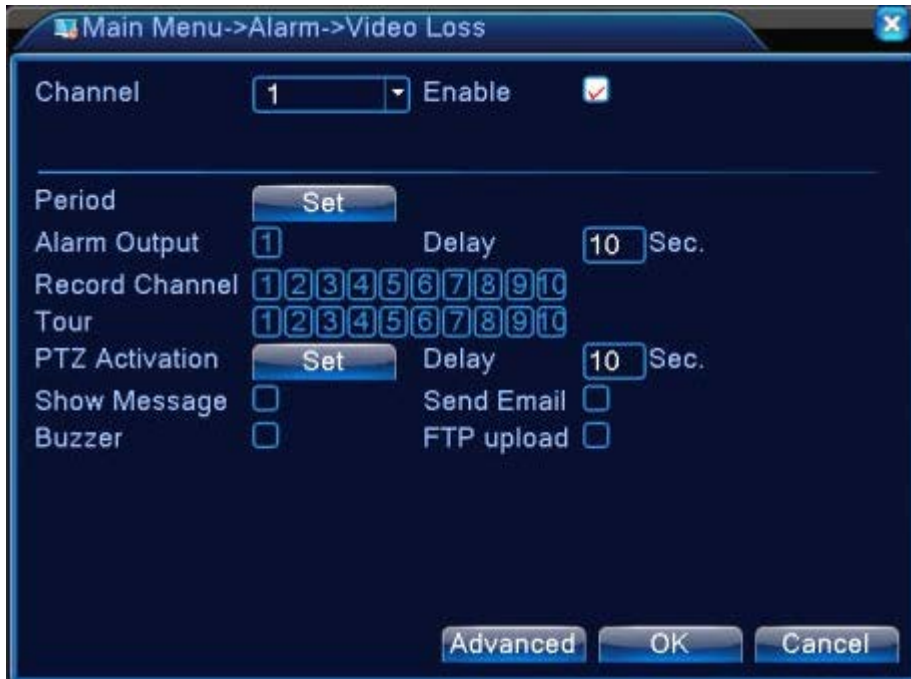 Main Menu->Alarm->Video Loss
Channel 1 Enable
Period Set
Alarm Output 1 Delay 10 Sec.
Record Channel 1 2 3 4 5 6 7 8 9 10
Tour 1 2 3 4 5 6 7 8 9 10
PTZ Activation Set Delay 10 Sec.
Show Message Send Email
Buzzer FTP upload
Advanced OK Cancel